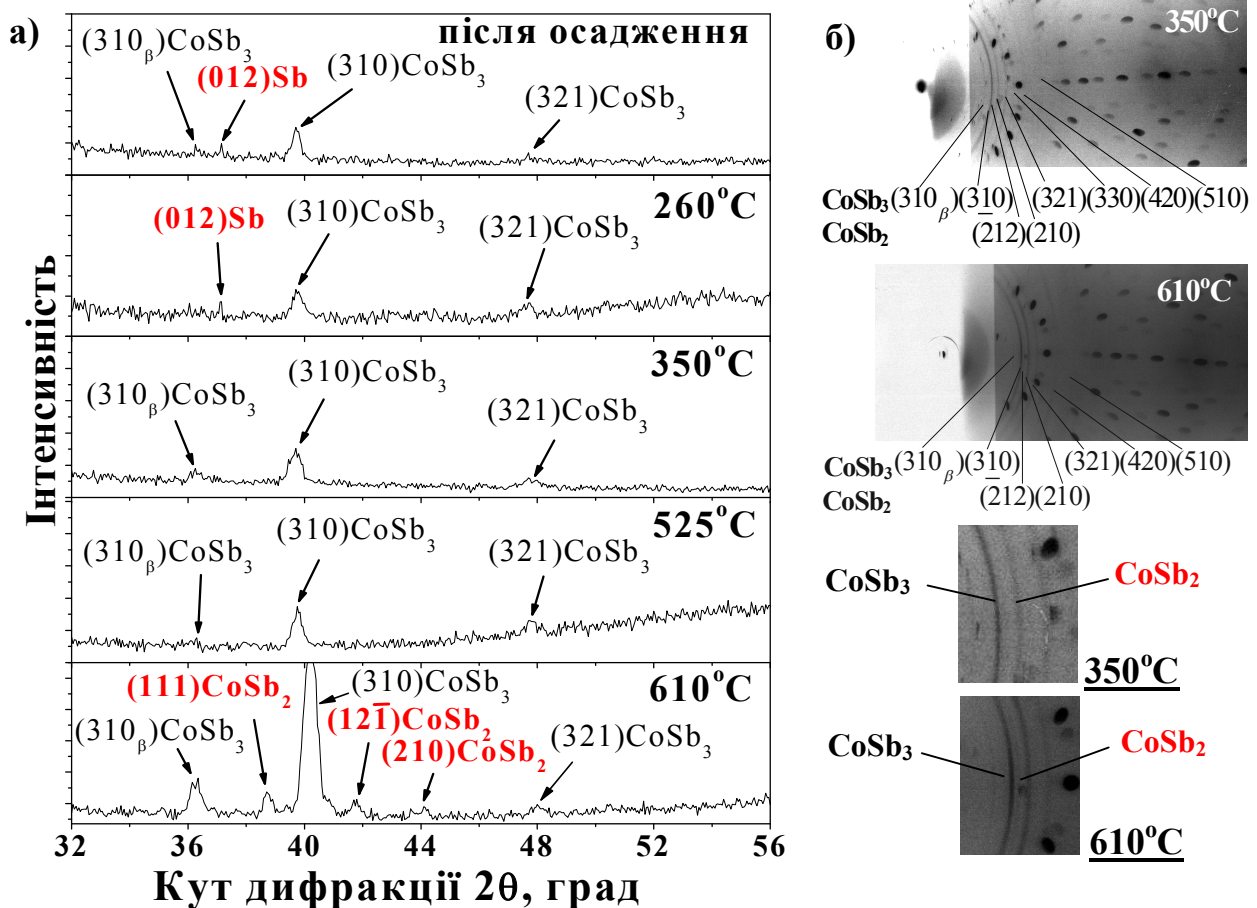 а)
після осадження
(310β)CoSb3
(012)Sb
(310)CoSb3
(321)CoSb3
260°C
(012)Sb
(310)CoSb3
(321)CoSb3
350°C
(310β)CoSb3
(310)CoSb3
(321)CoSb3
525°C
(310β)CoSb3
(310)CoSb3
(321)CoSb3
610°C
(111)CoSb2
(310)CoSb3
(310β)CoSb3
(121̅)CoSb2
(210)CoSb2
(321)CoSb3
32 36 40 44 48 52 56
Інтенсивність
Кут дифракції 2θ, град
б)
350°C
CoSb3(310β)(310) (321)(330)(420)(510)
CoSb2 (2̅12)(210)
610°C
CoSb3(310β)(310) (321)(420)(510)
CoSb2 (2̅12)(210)
CoSb3 CoSb2
350°C
CoSb3 CoSb2
610°C